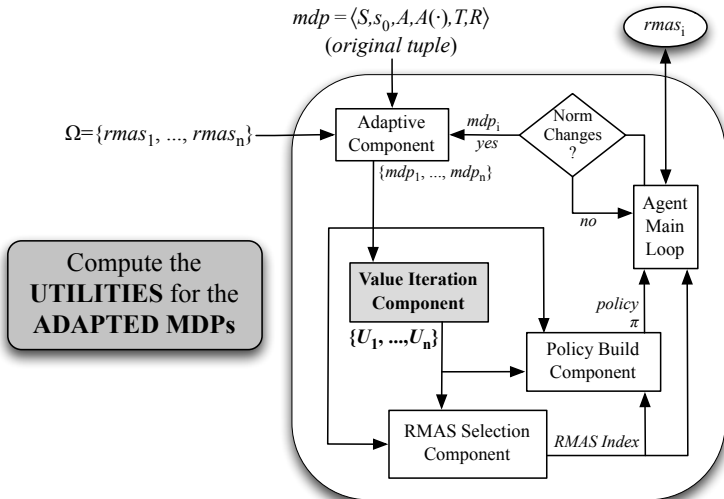 mdp = ⟨S,s₀,A,A(·),T,R⟩
(original tuple)
rmasᵢ
Ω={rmas₁, ..., rmasₙ}
Adaptive
Component
mdpᵢ
yes
Norm
Changes
?
{mdp₁, ..., mdpₙ}
no
Agent
Main
Loop
Compute the
UTILITIES for the
ADAPTED MDPs
Value Iteration
Component
{U₁, ...,Uₙ}
policy
π
Policy Build
Component
RMAS Selection
Component
RMAS Index